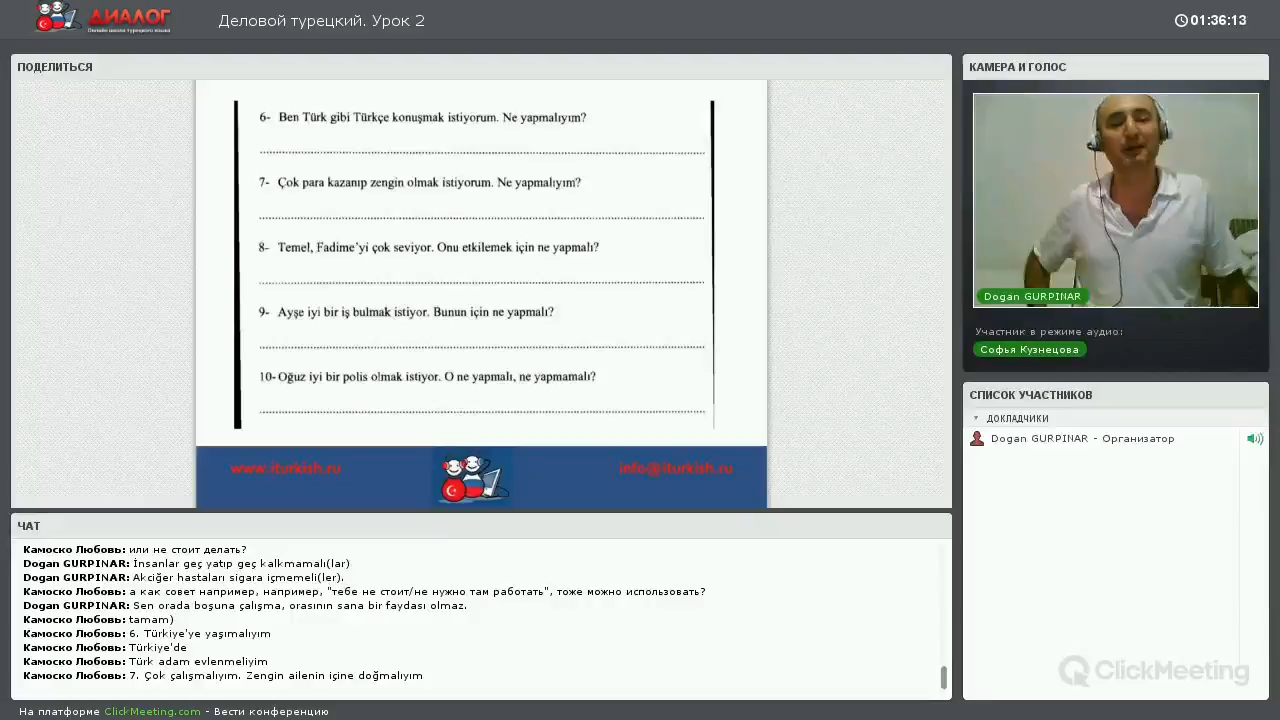 ДИАЛОГ
Онлайн школа турецкого языка
Деловой турецкий. Урок 2
01:36:13
ПОДЕЛИТЬСЯ
6- Ben Türk gibi Türkçe konuşmak istiyorum. Ne yapmalıyım?
7- Çok para kazanıp zengin olmak istiyorum. Ne yapmalıyım?
8- Temel, Fadime'yi çok seviyor. Onu etkilemek için ne yapmalı?
9- Ayşe iyi bir iş bulmak istiyor. Bunun için ne yapmalı?
10- Oğuz iyi bir polis olmak istiyor. O ne yapmalı, ne yapmamalı?
www.iturkish.ru
info@iturkish.ru
КАМЕРА И ГОЛОС
Dogan GURPINAR
Участник в режиме аудио:
Софья Кузнецова
СПИСОК УЧАСТНИКОВ
ДОКЛАДЧИКИ
Dogan GURPINAR - Организатор
ClickMeeting
ЧАТ
Камоско Любовь: или не стоит делать?
Dogan GURPINAR: İnsanlar geç yatıp geç kalkmamalı(lar)
Dogan GURPINAR: Akciğer hastaları sigara içmemeli(ler).
Камоско Любовь: а как совет например, например, "тебе не стоит/не нужно там работать", тоже можно использовать?
Dogan GURPINAR: Sen orada boşuna çalışma, orasının sana bir faydası olmaz.
Камоско Любовь: tamam)
Камоско Любовь: 6. Türkiye'ye yaşımalıyım
Камоско Любовь: Türkiye'de
Камоско Любовь: Türk adam evlenmeliyim
Камоско Любовь: 7. Çok çalışmalıyım. Zengin ailenin içine doğmalıyım
На платформе ClickMeeting.com - Вести конференцию